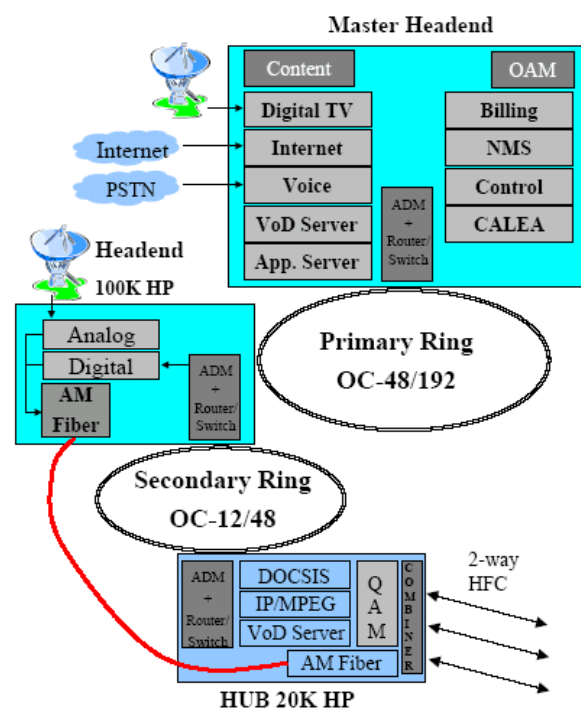 Master Headend
Content
OAM
Digital TV
Internet
Voice
VoD Server
App. Server
Billing
NMS
Control
CALEA
ADM
+
Router/
Switch
Internet
PSTN
Headend
100K HP
Analog
Digital
AM
Fiber
ADM
+
Router/
Switch
Primary Ring
OC-48/192
Secondary Ring
OC-12/48
ADM
+
Router/
Switch
DOCSIS
IP/MPEG
VoD Server
AM Fiber
QAM
COMBINER
2-way
HFC
HUB 20K HP